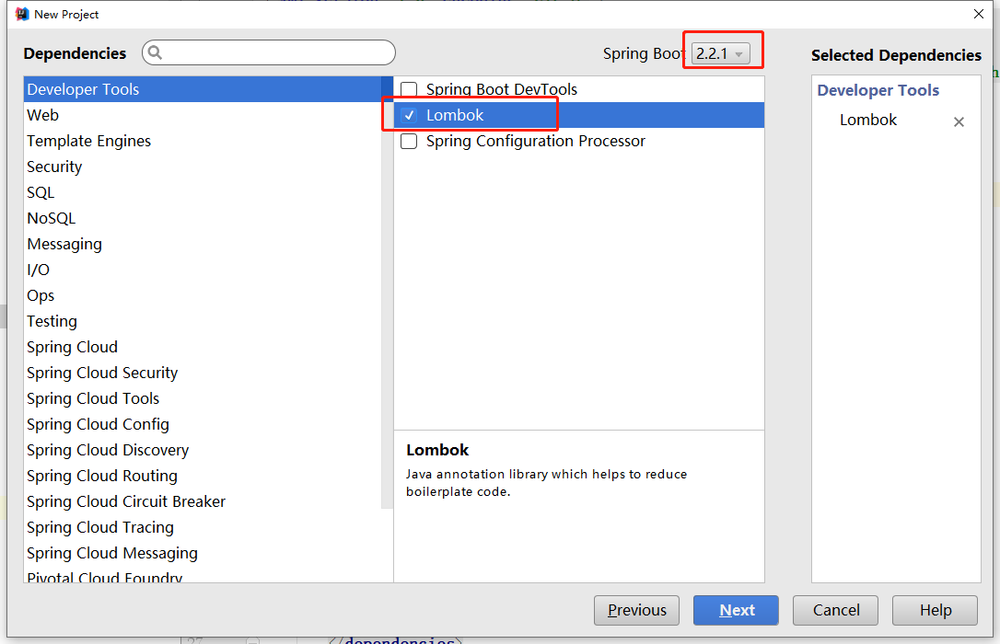 New Project
Dependencies
Spring Boot 2.2.1
Selected Dependencies
Developer Tools
Web
Template Engines
Security
SQL
NoSQL
Messaging
I/O
Ops
Testing
Spring Cloud
Spring Cloud Security
Spring Cloud Tools
Spring Cloud Config
Spring Cloud Discovery
Spring Cloud Routing
Spring Cloud Circuit Breaker
Spring Cloud Tracing
Spring Cloud Messaging
Pivotal Cloud Foundry
Spring Boot DevTools
Lombok
Spring Configuration Processor
Lombok
Java annotation library which helps to reduce
boilerplate code.
Developer Tools
Lombok
Previous
Next
Cancel
Help
27
</dependencies>